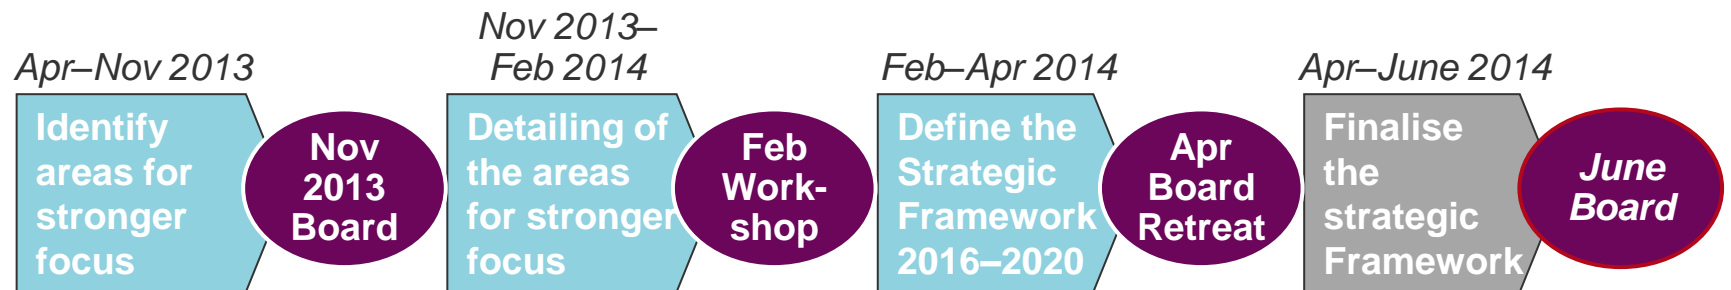 Apr–Nov 2013
Identify
areas for
stronger
focus
Nov
2013
Board
Nov 2013–
Feb 2014
Detailing of
the areas
for stronger
focus
Feb
Work-
shop
Feb–Apr 2014
Define the
Strategic
Framework
2016–2020
Apr
Board
Retreat
Apr–June 2014
Finalise
the
strategic
Framework
June
Board